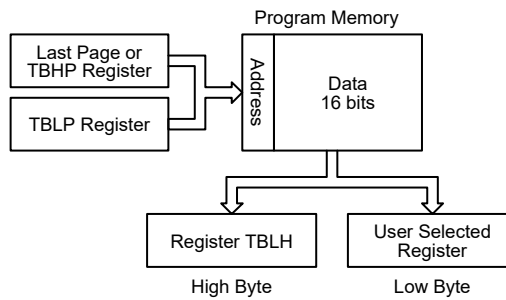 Program Memory
Last Page or
TBHP Register
TBLP Register
Address
Data
16 bits
Register TBLH
User Selected
Register
High Byte
Low Byte